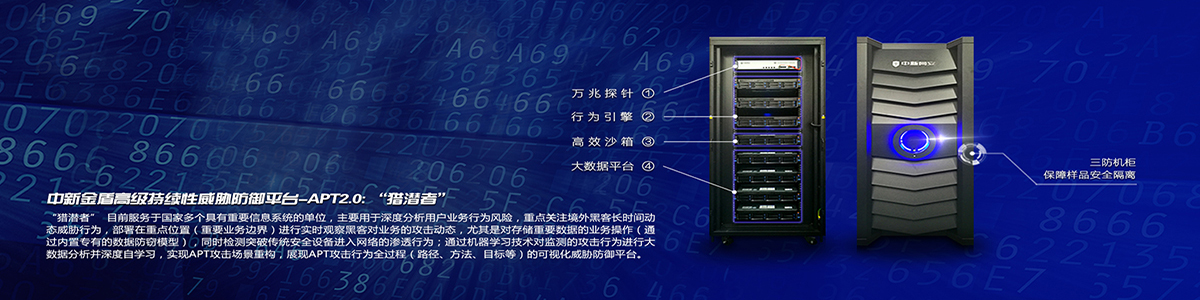 万兆探针 ①
行为引擎 ②
高效沙箱 ③
大数据平台 ④
中新网安
三防机柜
保障样品安全隔离
中新金盾高级持续性威胁防御平台-APT2.0:“猎潜者”
“猎潜者” 目前服务于国家多个具有重要信息系统的单位，主要用于深度分析用户业务行为风险，重点关注境外黑客长时间动
态威胁行为，部署在重点位置（重要业务边界）进行实时观察黑客对业务的攻击动态，尤其是对存储重要数据的业务操作（通
过内置专有的数据防窃模型），同时检测突破传统安全设备进入网络的渗透行为；通过机器学习技术对监测的攻击行为进行大
数据分析并深度自学习，实现APT攻击场景重构，展现APT攻击行为全过程（路径、方法、目标等）的可视化威胁防御平台。